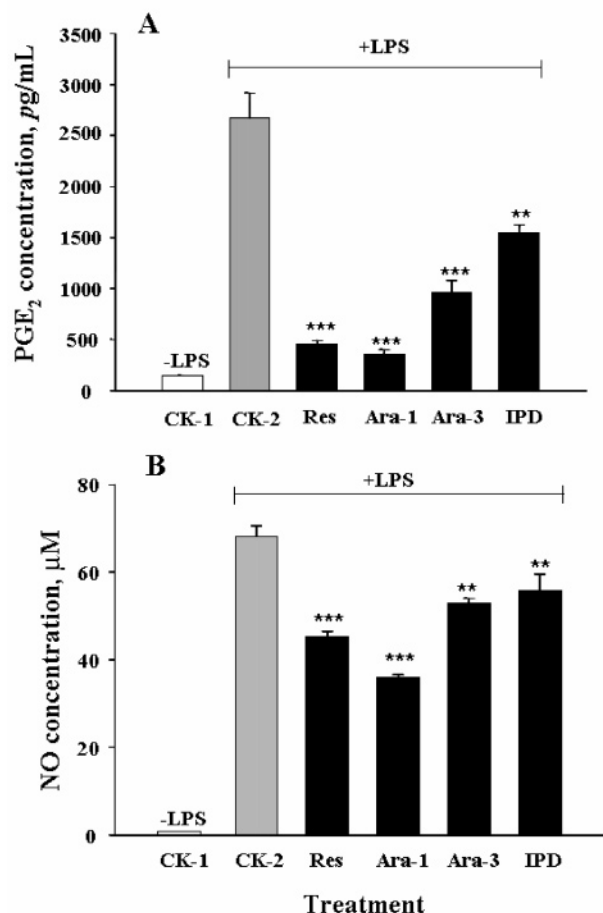 A
+LPS
PGE₂ concentration, pg/mL
3500
3000
2500
2000
1500
1000
500
0
-LPS
***
***
***
**
CK-1 CK-2 Res Ara-1 Ara-3 IPD
B
+LPS
NO concentration, μM
80
60
40
20
0
-LPS
***
***
**
**
CK-1 CK-2 Res Ara-1 Ara-3 IPD
Treatment